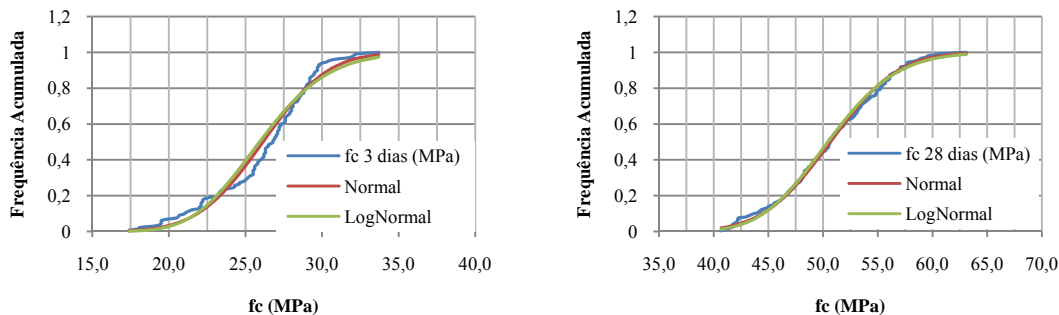 Frequência Acumulada
1,2
1
0,8
0,6
0,4
0,2
0
15,0 20,0 25,0 30,0 35,0 40,0
fc (MPa)
fc 3 dias (MPa)
Normal
LogNormal
Frequência Acumulada
1,2
1
0,8
0,6
0,4
0,2
0
35,0 40,0 45,0 50,0 55,0 60,0 65,0 70,0
fc (MPa)
fc 28 dias (MPa)
Normal
LogNormal